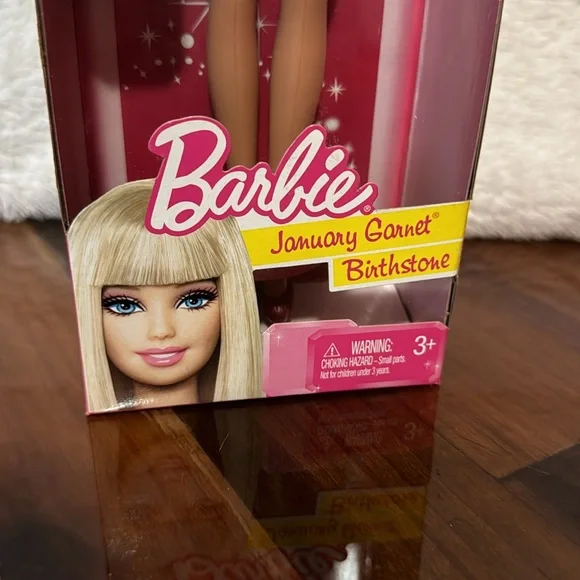 Barbie®
January Garnet®
Birthstone
WARNING:
CHOKING HAZARD – Small parts.
Not for children under 3 years.
3+